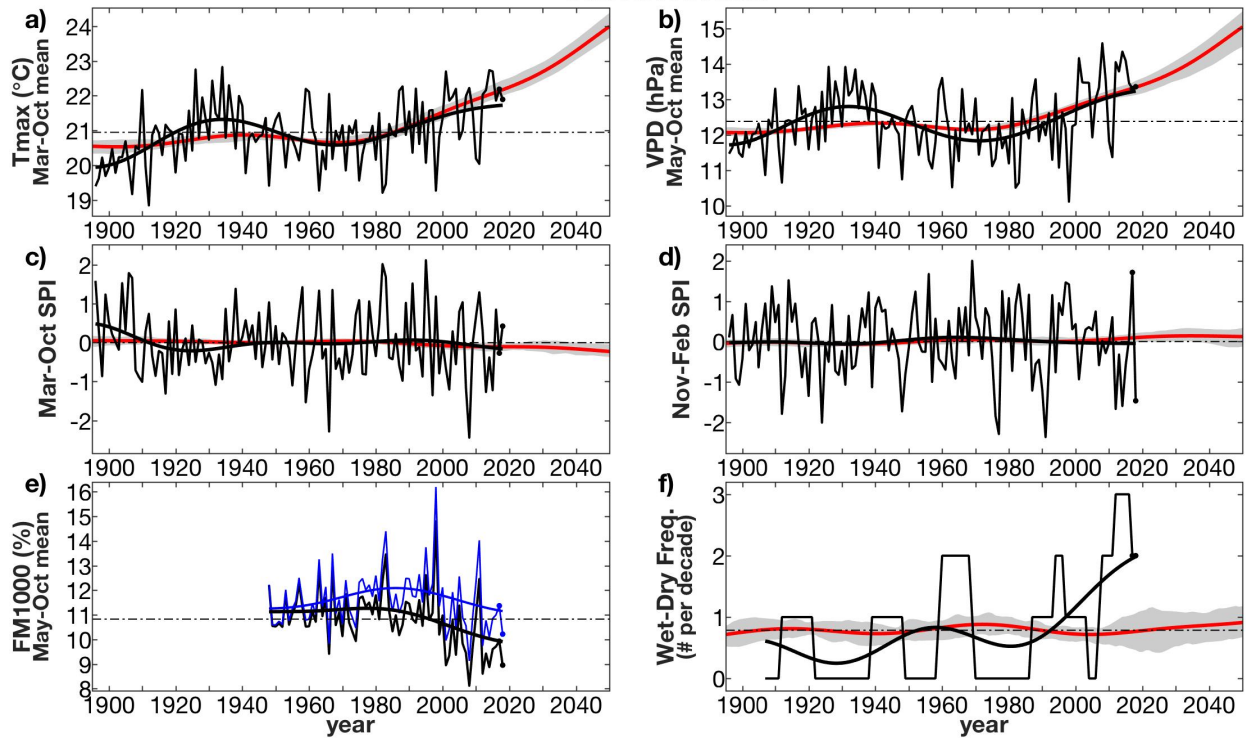 a)
Tmax (°C)
Mar-Oct mean
24
23
22
21
20
19
1900 1920 1940 1960 1980 2000 2020 2040
b)
VPD (hPa)
May-Oct mean
15
14
13
12
11
10
1900 1920 1940 1960 1980 2000 2020 2040
c)
Mar-Oct SPI
2
1
0
-1
-2
1900 1920 1940 1960 1980 2000 2020 2040
d)
Nov-Feb SPI
2
1
0
-1
-2
1900 1920 1940 1960 1980 2000 2020 2040
e)
FM1000 (%)
May-Oct mean
16
15
14
13
12
11
10
9
8
1900 1920 1940 1960 1980 2000 2020 2040
year
f)
Wet-Dry Freq.
(# per decade)
3
2
1
0
1900 1920 1940 1960 1980 2000 2020 2040
year